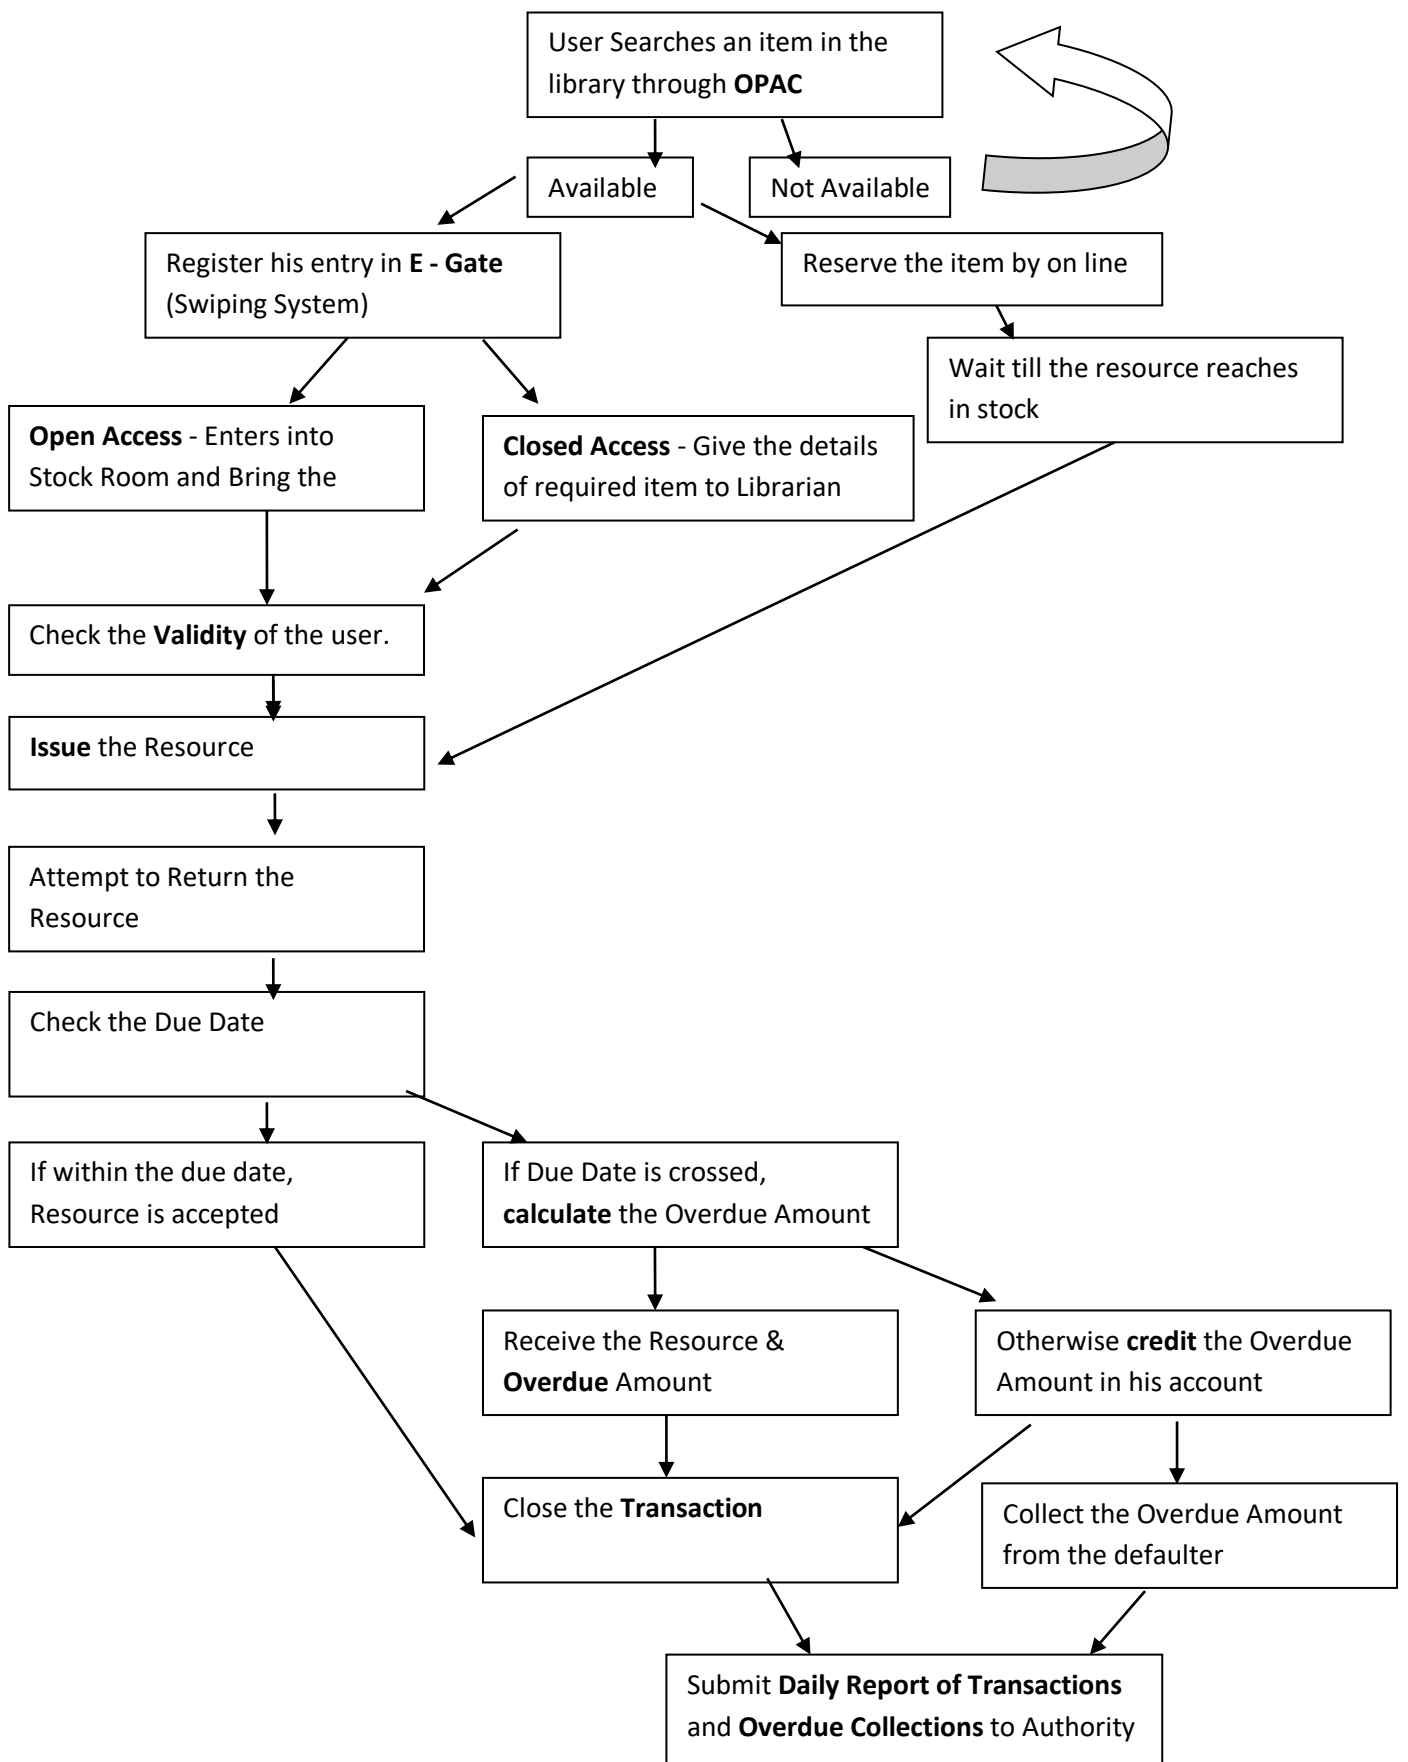 User Searches an item in the
library through OPAC
Available
Not Available
Register his entry in E - Gate
(Swiping System)
Reserve the item by on line
Wait till the resource reaches
in stock
Open Access - Enters into
Stock Room and Bring the
Closed Access - Give the details
of required item to Librarian
Check the Validity of the user.
Issue the Resource
Attempt to Return the
Resource
Check the Due Date
If within the due date,
Resource is accepted
If Due Date is crossed,
calculate the Overdue Amount
Receive the Resource &
Overdue Amount
Otherwise credit the Overdue
Amount in his account
Close the Transaction
Collect the Overdue Amount
from the defaulter
Submit Daily Report of Transactions
and Overdue Collections to Authority